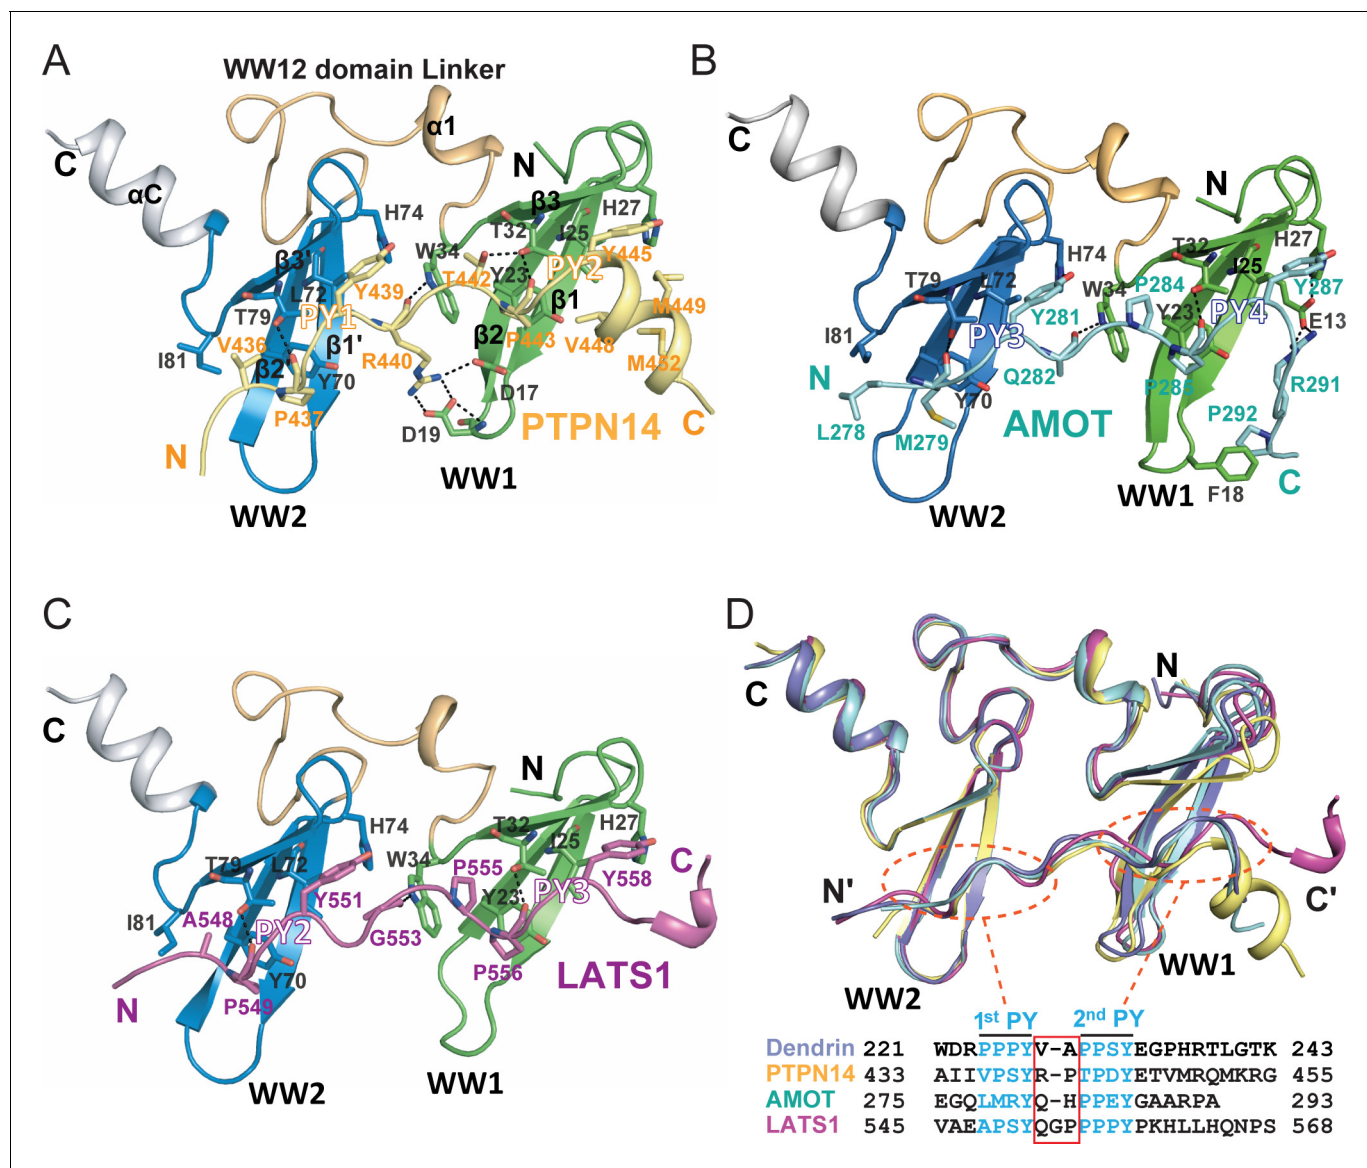 A
WW12 domain Linker
α1
C
αC
N
β3
H74
T32
I25
H27
W34
β3'
T442
Y23
PY2
Y445
L72
Y439
T79
PY1
β1
M449
V436
β1'
β2
P443
V448
I81
β2'
Y70
R440
M452
D17
P437
D19
PTPN14
C
N
WW1
WW2
B
C
N
H74
T32
H27
I25
T79
L72
W34
P284
Y287
Y281
Y23
PY4
E13
I81
PY3
N
Q282
P285
R291
Y70
L278
M279
AMOT
P292
C
F18
WW1
WW2
C
C
N
H74
T32
I25
H27
T79
L72
W34
P555
C
Y551
Y23
PY3
Y558
I81
A548
PY2
G553
Y70
P556
LATS1
N
P549
WW2
WW1
D
C
N
N'
C'
WW1
WW2
1st PY 2nd PY
Dendrin 221 WDRPPPYV-APPSYEGPHRTLGTK 243
PTPN14 433 AIIVPSYR-PTPDYETVMRQMKRG 455
AMOT 275 EGQLMRYQ-HPPEYGAARPA 293
LATS1 545 VAEAPSYQGPPPPYPKHLLHQNPS 568